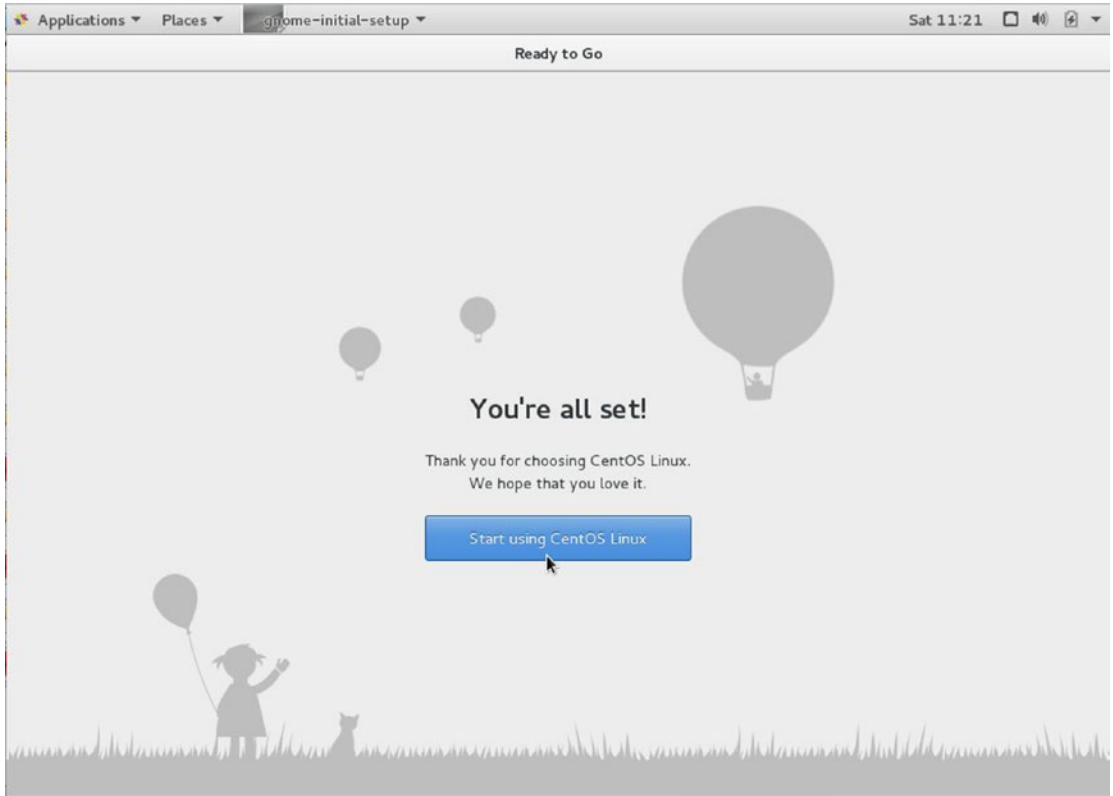 Applications Places gnome-initial-setup Sat 11:21
Ready to Go
You're all set!
Thank you for choosing CentOS Linux.
We hope that you love it.
Start using CentOS Linux